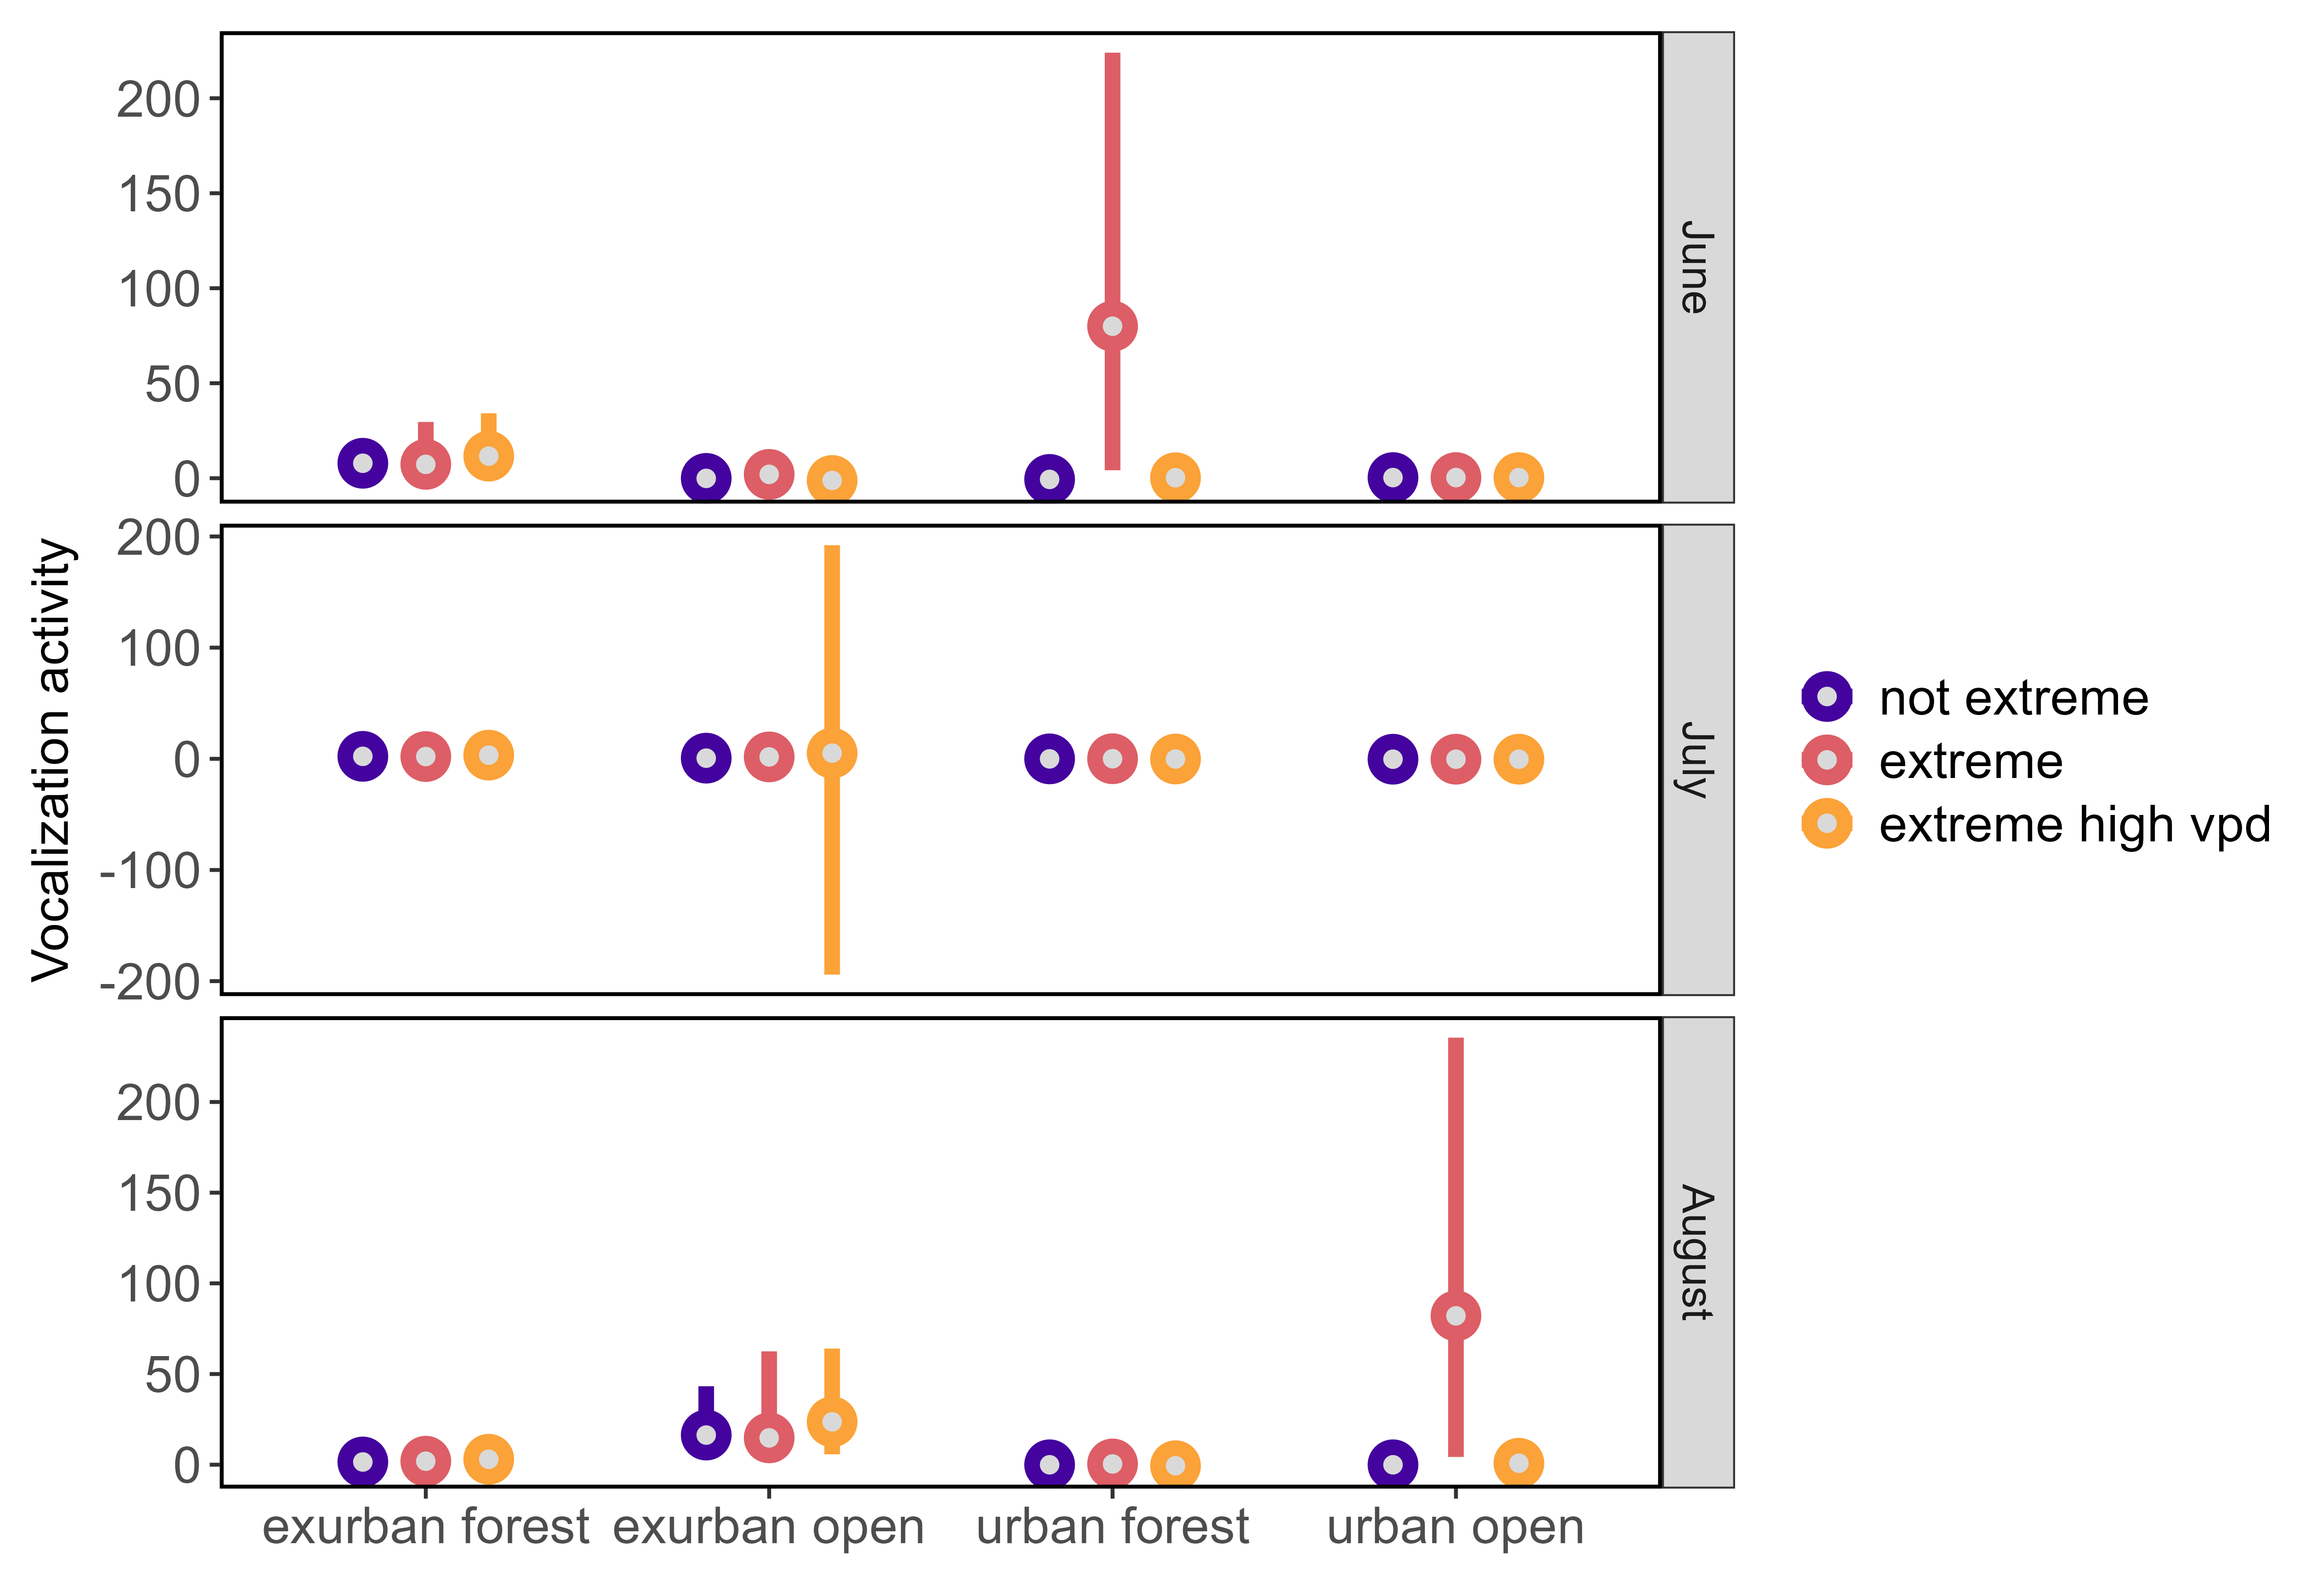 Vocalization activity
200
150
100
50
0
June
200
100
0
-100
-200
July
200
150
100
50
0
August
exurban forest exurban open urban forest urban open
not extreme
extreme
extreme high vpd